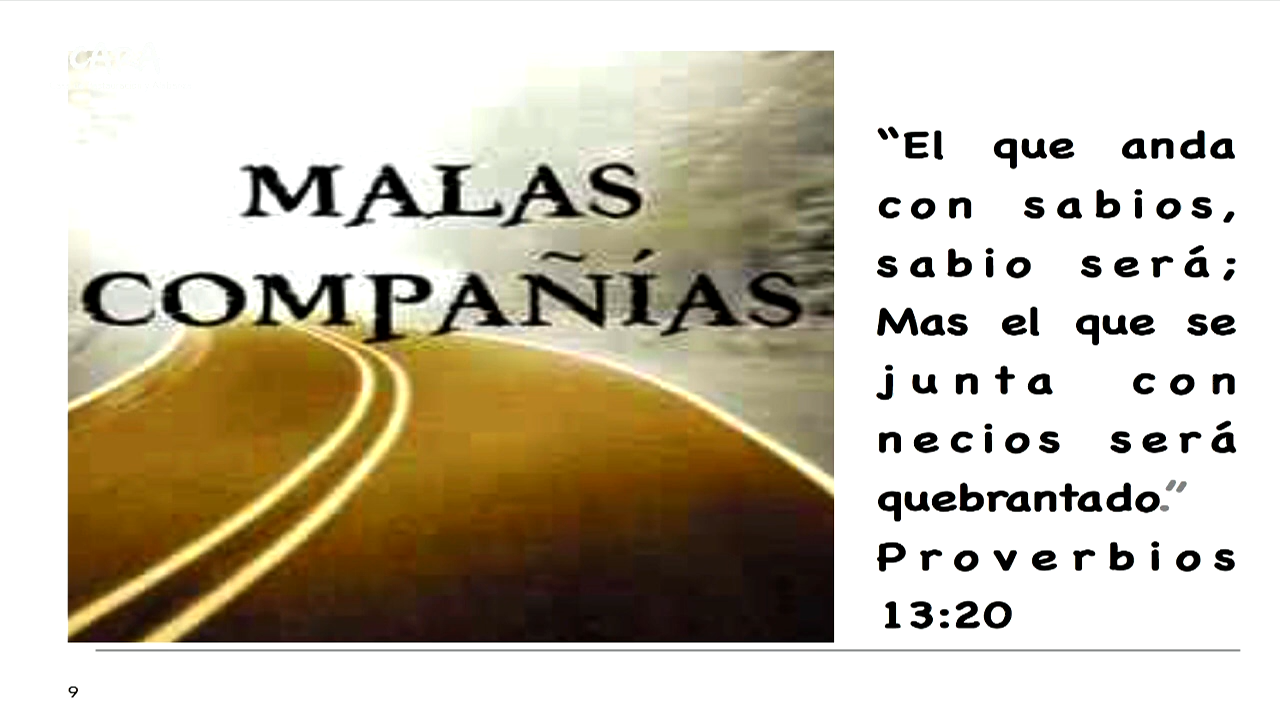 MALAS
COMPAÑÍAS
“El que anda
con sabios,
sabio será;
Mas el que se
junta con
necios será
quebrantado.”
Proverbios
13:20
9